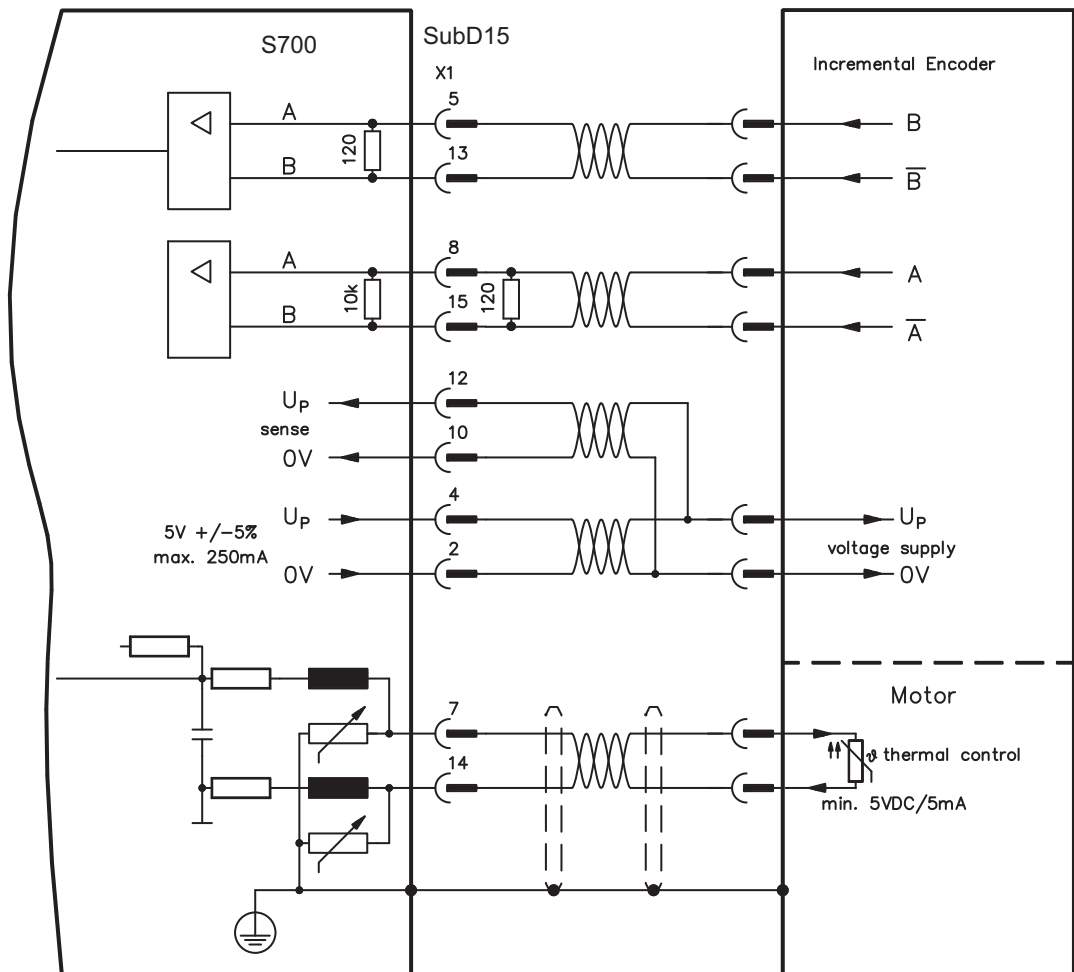 S700
SubD15
X1
Incremental Encoder
A
5
B
120
B
13
B̅
A
8
A
10k
120
B
15
A̅
UP
12
sense
0V
10
5V +/-5%
max. 250mA
UP
4
UP
voltage supply
0V
2
0V
Motor
7
ϑ thermal control
14
min. 5VDC/5mA